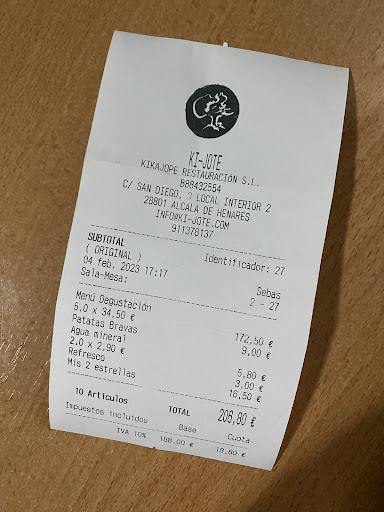 KI-JOTE
KIKAJOPE RESTAURACIÓN S.L.
B88432554
C/ SAN DIEGO, 3 LOCAL INTERIOR 2
28801 ALCALA DE HENARES
INFO@KI-JOTE.COM
911378137
SUBTOTAL Identificador: 27
( ORIGINAL )
04 feb. 2023 17:17 Sebas
Sala-Mesa: 2 - 27
Menú Degustación
5.0 x 34,50 € 172,50 €
Patatas Bravas 9,00 €
Agua mineral
2.0 x 2,90 € 5,80 €
Refresco 3,00 €
Mis 2 estrellas 16,50 €
10 Artículos TOTAL 206,80 €
Impuestos incluidos Base Cuota
IVA 10% 188,00 € 18,80 €